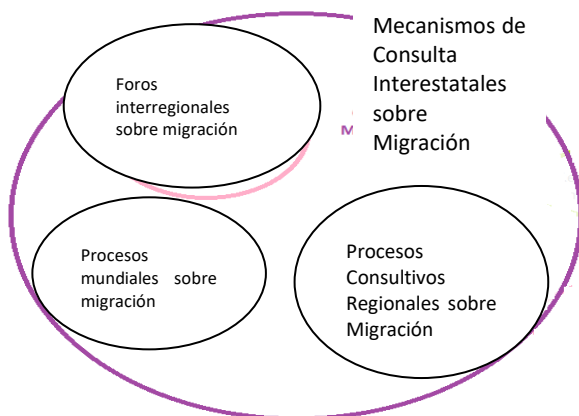 Mecanismos de
Consulta
Interestatales
sobre
Migración
Foros
interregionales
sobre migración
Procesos
mundiales sobre
migración
Procesos
Consultivos
Regionales sobre
Migración